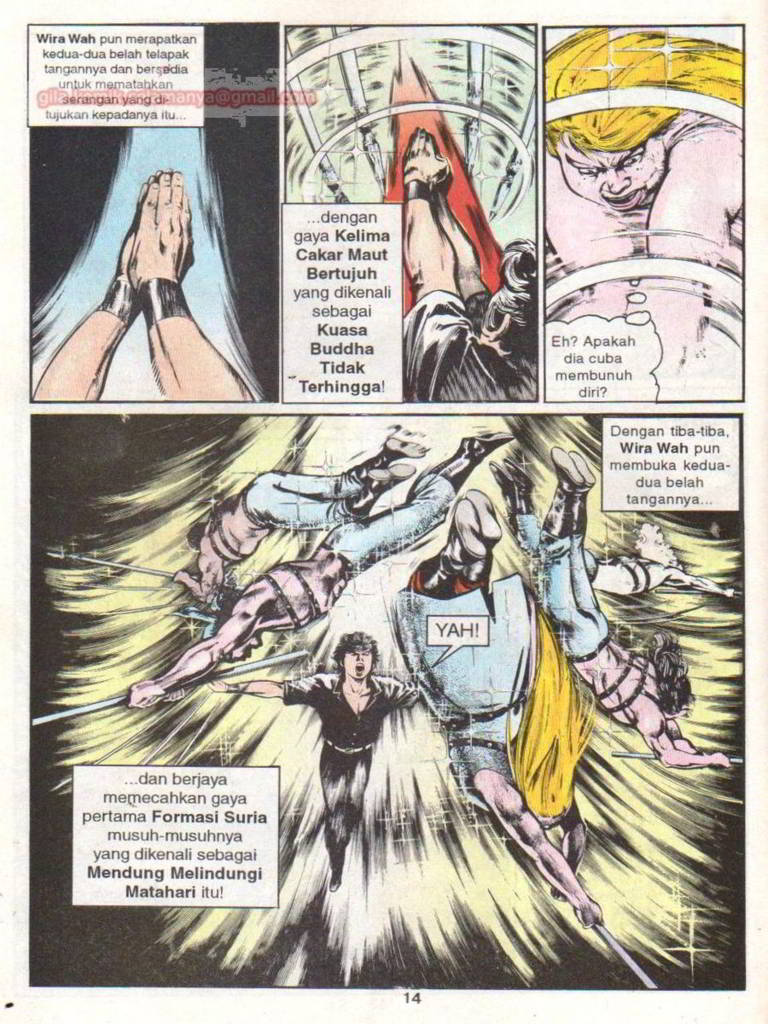 Wira Wah pun merapatkan
kedua-dua belah telapak
tangannya dan bersedia
untuk mematahkan
serangan yang di-
tujukan kepadanya itu...
...dengan
gaya Kelima
Cakar Maut
Bertujuh
yang dikenali
sebagai
Kuasa
Buddha
Tidak
Terhingga!
Eh? Apakah
dia cuba
membunuh
diri?
Dengan tiba-tiba,
Wira Wah pun
membuka kedua-
dua belah
tangannya...
YAH!
...dan berjaya
memecahkan gaya
pertama Formasi Suria
musuh-musuhnya
yang dikenali sebagai
Mendung Melindungi
Matahari itu!
14